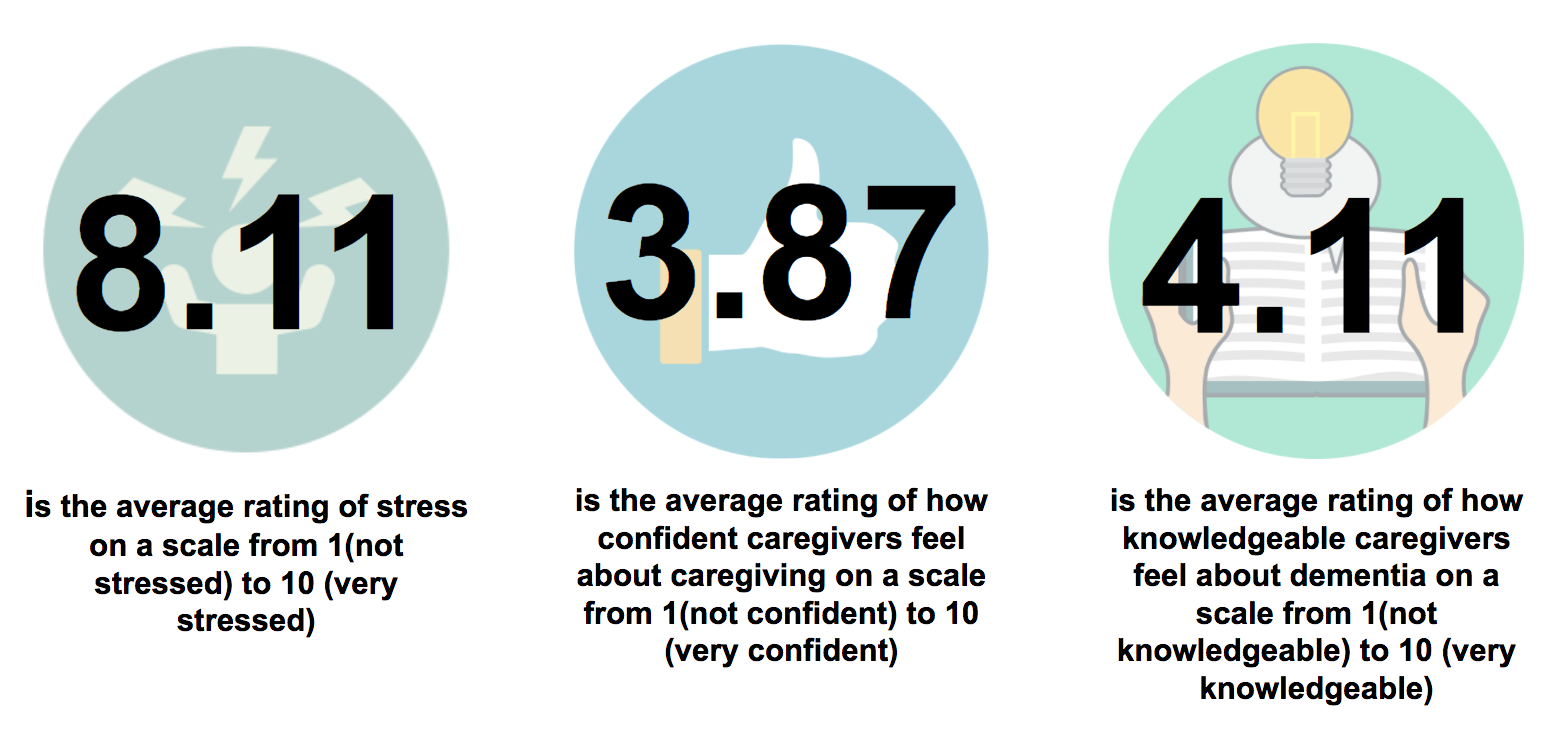 8.11
is the average rating of stress
on a scale from 1(not
stressed) to 10 (very
stressed)
3.87
is the average rating of how
confident caregivers feel
about caregiving on a scale
from 1(not confident) to 10
(very confident)
4.11
is the average rating of how
knowledgeable caregivers
feel about dementia on a
scale from 1(not
knowledgeable) to 10 (very
knowledgeable)